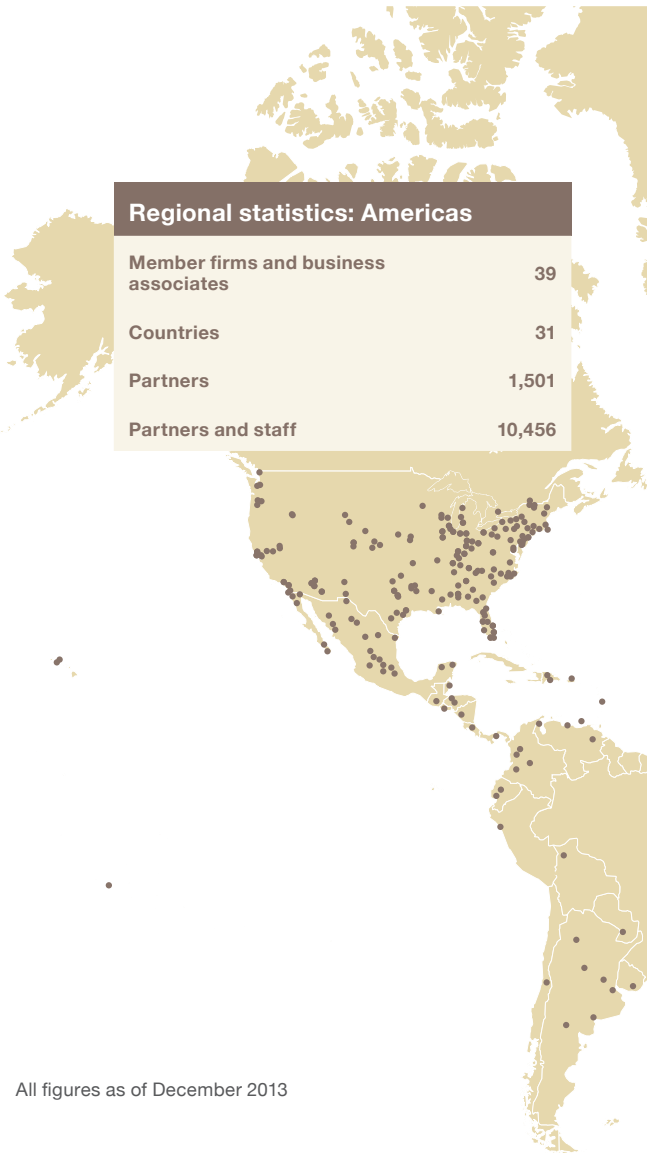 Regional statistics: Americas
Member firms and business
associates 39
Countries 31
Partners 1,501
Partners and staff 10,456
All figures as of December 2013